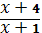 x + 4
x + 1